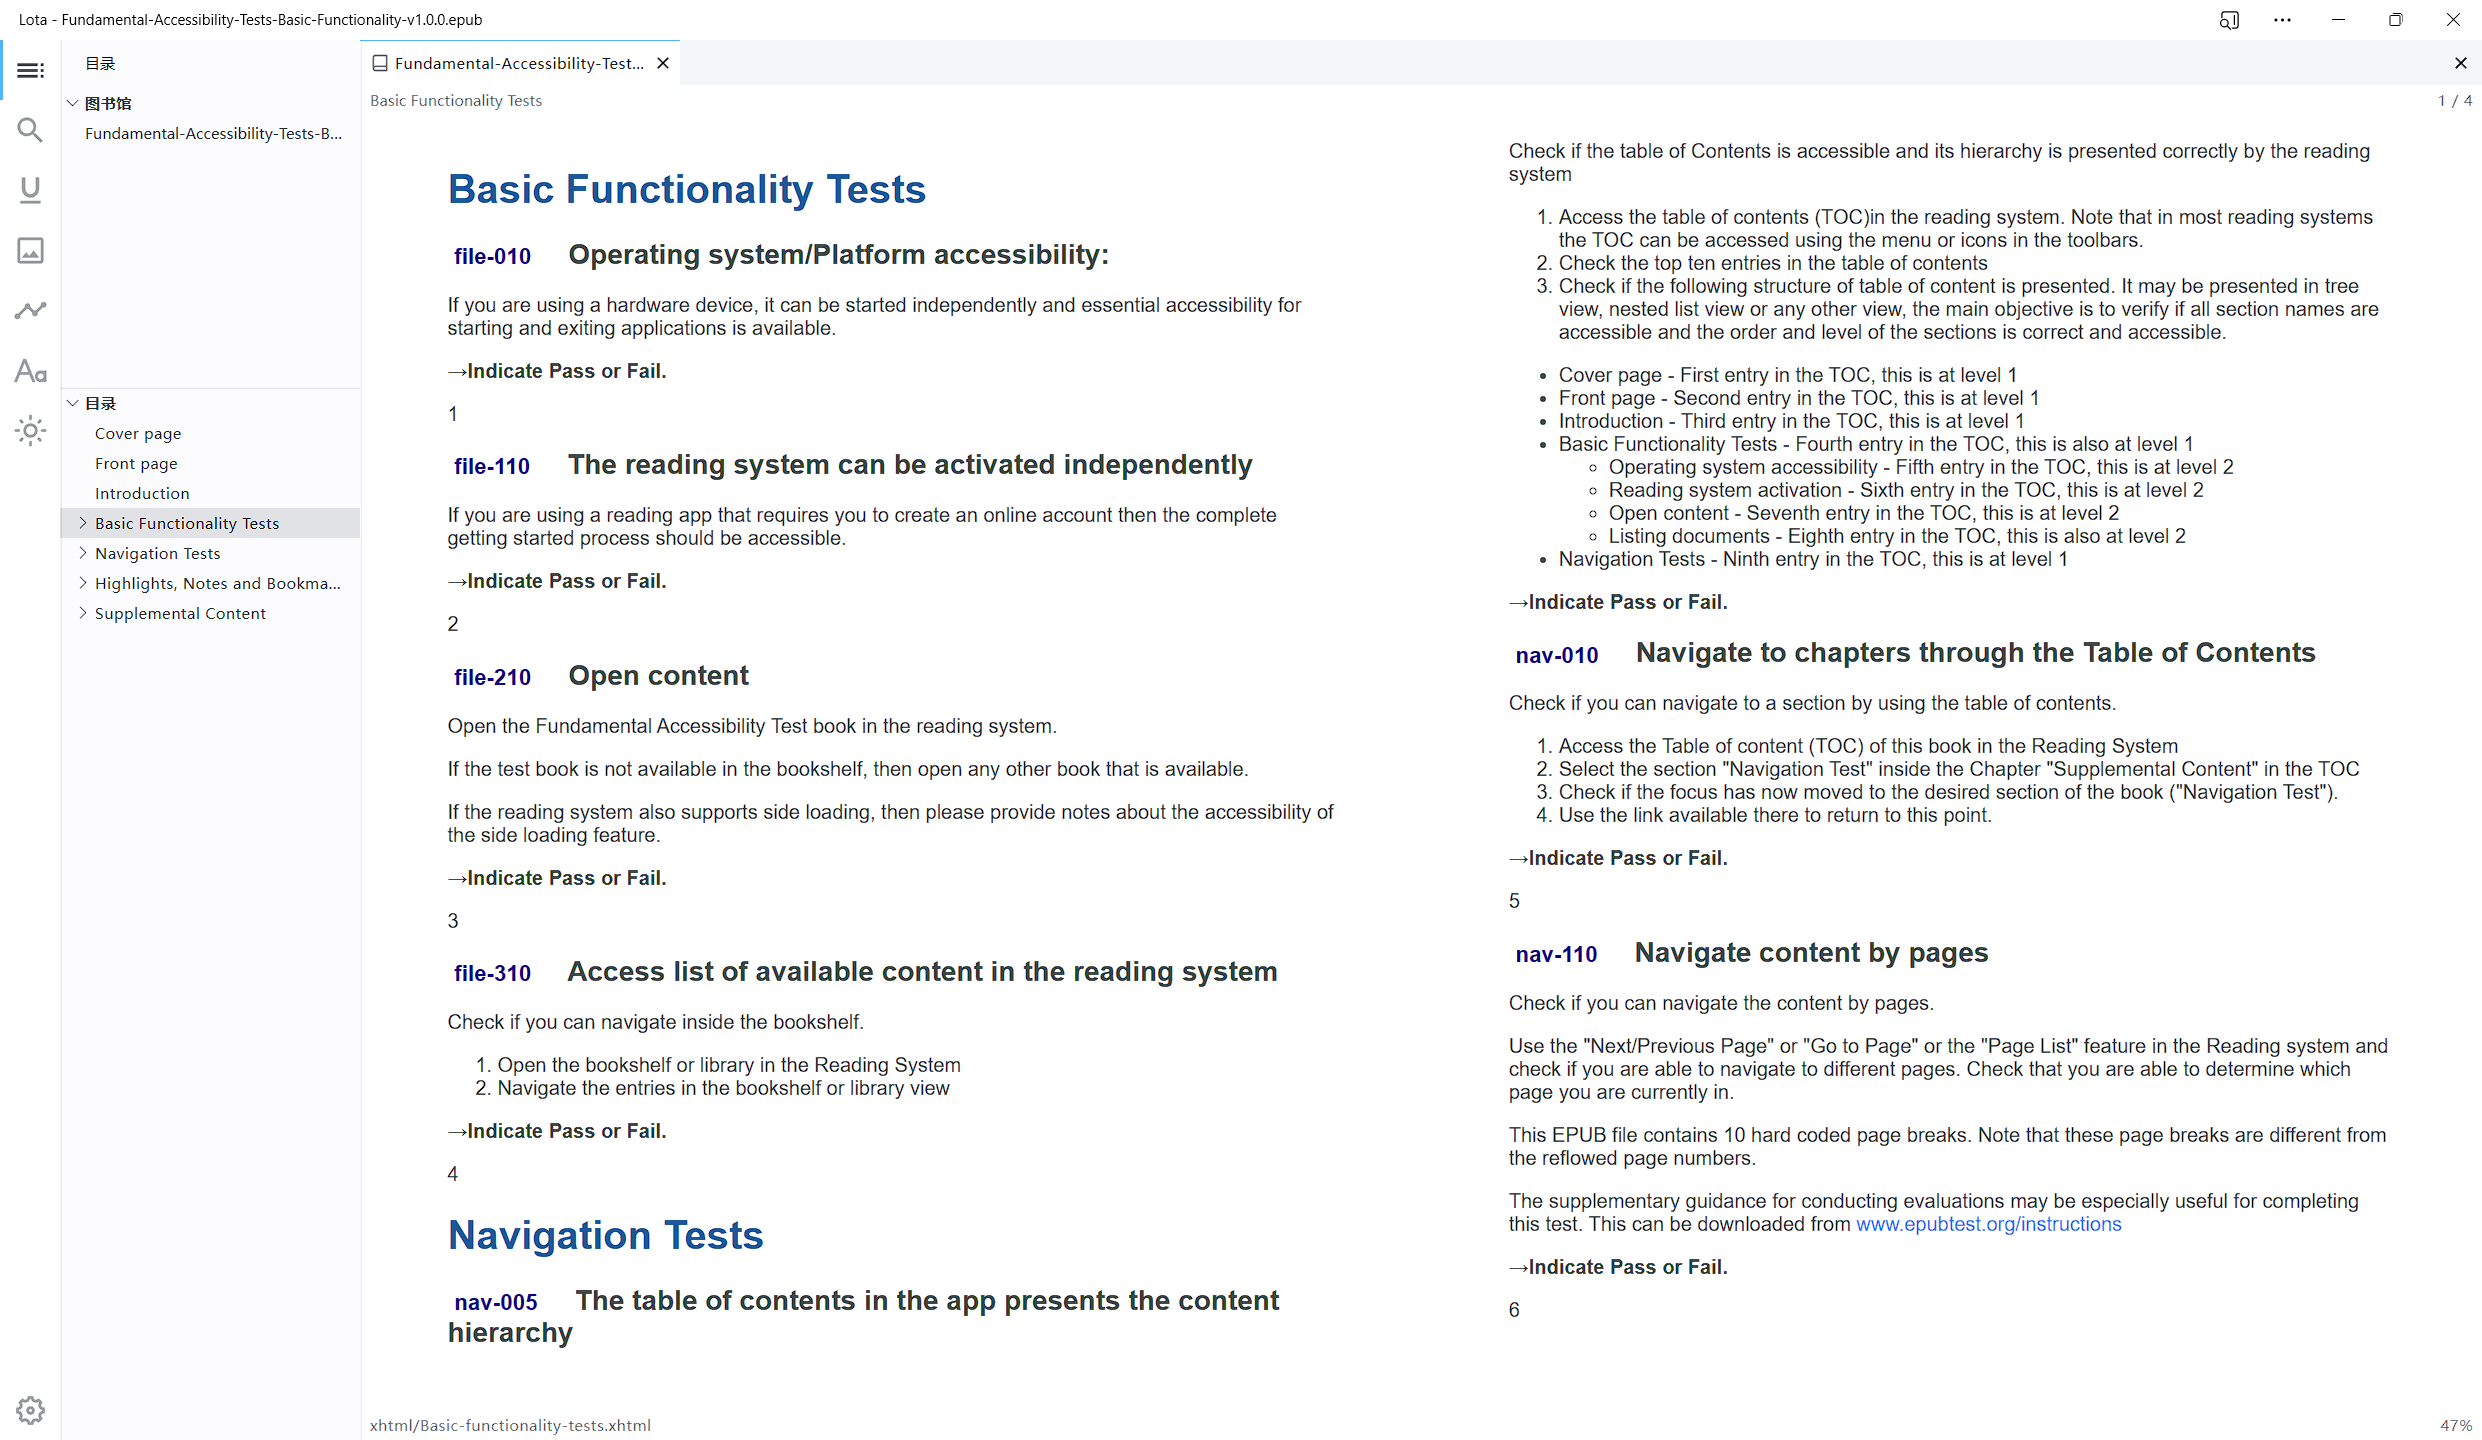 Lota - Fundamental-Accessibility-Tests-Basic-Functionality-v1.0.0.epub
目录
图书馆
Fundamental-Accessibility-Tests-B...
目录
Cover page
Front page
Introduction
Basic Functionality Tests
Navigation Tests
Highlights, Notes and Bookma...
Supplemental Content
Fundamental-Accessibility-Test...
Basic Functionality Tests
1 / 4
Basic Functionality Tests
file-010 Operating system/Platform accessibility:
If you are using a hardware device, it can be started independently and essential accessibility for
starting and exiting applications is available.
→Indicate Pass or Fail.
1
file-110 The reading system can be activated independently
If you are using a reading app that requires you to create an online account then the complete
getting started process should be accessible.
→Indicate Pass or Fail.
2
file-210 Open content
Open the Fundamental Accessibility Test book in the reading system.
If the test book is not available in the bookshelf, then open any other book that is available.
If the reading system also supports side loading, then please provide notes about the accessibility of
the side loading feature.
→Indicate Pass or Fail.
3
file-310 Access list of available content in the reading system
Check if you can navigate inside the bookshelf.
1. Open the bookshelf or library in the Reading System
2. Navigate the entries in the bookshelf or library view
→Indicate Pass or Fail.
4
Navigation Tests
nav-005 The table of contents in the app presents the content
hierarchy
Check if the table of Contents is accessible and its hierarchy is presented correctly by the reading
system
1. Access the table of contents (TOC)in the reading system. Note that in most reading systems
the TOC can be accessed using the menu or icons in the toolbars.
2. Check the top ten entries in the table of contents
3. Check if the following structure of table of content is presented. It may be presented in tree
view, nested list view or any other view, the main objective is to verify if all section names are
accessible and the order and level of the sections is correct and accessible.
• Cover page - First entry in the TOC, this is at level 1
• Front page - Second entry in the TOC, this is at level 1
• Introduction - Third entry in the TOC, this is at level 1
• Basic Functionality Tests - Fourth entry in the TOC, this is also at level 1
◦ Operating system accessibility - Fifth entry in the TOC, this is at level 2
◦ Reading system activation - Sixth entry in the TOC, this is at level 2
◦ Open content - Seventh entry in the TOC, this is at level 2
◦ Listing documents - Eighth entry in the TOC, this is also at level 2
• Navigation Tests - Ninth entry in the TOC, this is at level 1
→Indicate Pass or Fail.
nav-010 Navigate to chapters through the Table of Contents
Check if you can navigate to a section by using the table of contents.
1. Access the Table of content (TOC) of this book in the Reading System
2. Select the section "Navigation Test" inside the Chapter "Supplemental Content" in the TOC
3. Check if the focus has now moved to the desired section of the book ("Navigation Test").
4. Use the link available there to return to this point.
→Indicate Pass or Fail.
5
nav-110 Navigate content by pages
Check if you can navigate the content by pages.
Use the "Next/Previous Page" or "Go to Page" or the "Page List" feature in the Reading system and
check if you are able to navigate to different pages. Check that you are able to determine which
page you are currently in.
This EPUB file contains 10 hard coded page breaks. Note that these page breaks are different from
the reflowed page numbers.
The supplementary guidance for conducting evaluations may be especially useful for completing
this test. This can be downloaded from www.epubtest.org/instructions
→Indicate Pass or Fail.
6
xhtml/Basic-functionality-tests.xhtml
47%